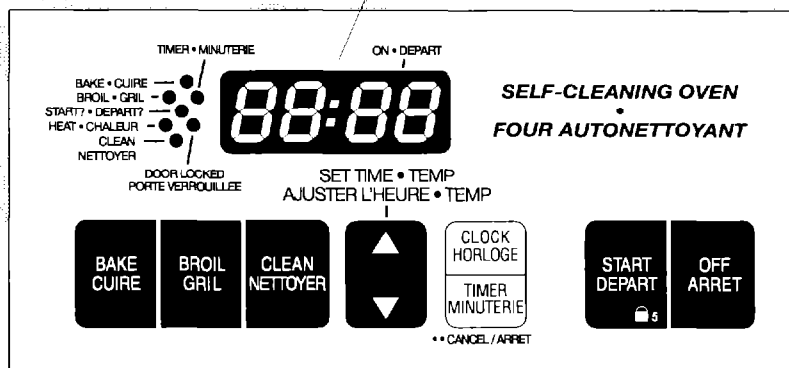 TIMER • MINUTERIE
ON • DEPART
BAKE • CUIRE
BROIL • GRIL
START? • DEPART?
HEAT • CHALEUR
CLEAN
NETTOYER
DOOR LOCKED
PORTE VERROUILLEE
88:88
SELF-CLEANING OVEN
•
FOUR AUTONETTOYANT
SET TIME • TEMP
AJUSTER L'HEURE • TEMP
BAKE
CUIRE
BROIL
GRIL
CLEAN
NETTOYER
CLOCK
HORLOGE
TIMER
MINUTERIE
•• CANCEL / ARRET
START
DEPART
5
OFF
ARRET